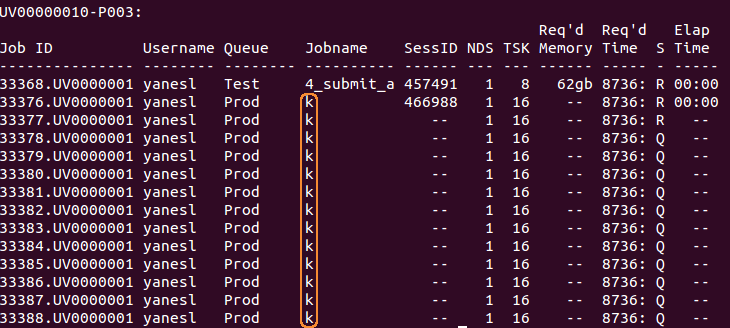 UV00000010-P003:
Req'd Req'd Elap
Job ID Username Queue Jobname SessID NDS TSK Memory Time S Time
--------------- -------- -------- ---------- ------ --- --- ------ ----- - -----
33368.UV0000001 yanesl Test 4_submit_a 457491 1 8 62gb 8736: R 00:00
33376.UV0000001 yanesl Prod k 466988 1 16 -- 8736: R 00:00
33377.UV0000001 yanesl Prod k -- 1 16 -- 8736: R --
33378.UV0000001 yanesl Prod k -- 1 16 -- 8736: Q --
33379.UV0000001 yanesl Prod k -- 1 16 -- 8736: Q --
33380.UV0000001 yanesl Prod k -- 1 16 -- 8736: Q --
33381.UV0000001 yanesl Prod k -- 1 16 -- 8736: Q --
33382.UV0000001 yanesl Prod k -- 1 16 -- 8736: Q --
33383.UV0000001 yanesl Prod k -- 1 16 -- 8736: Q --
33384.UV0000001 yanesl Prod k -- 1 16 -- 8736: Q --
33385.UV0000001 yanesl Prod k -- 1 16 -- 8736: Q --
33386.UV0000001 yanesl Prod k -- 1 16 -- 8736: Q --
33387.UV0000001 yanesl Prod k -- 1 16 -- 8736: Q --
33388.UV0000001 yanesl Prod k -- 1 16 -- 8736: Q --